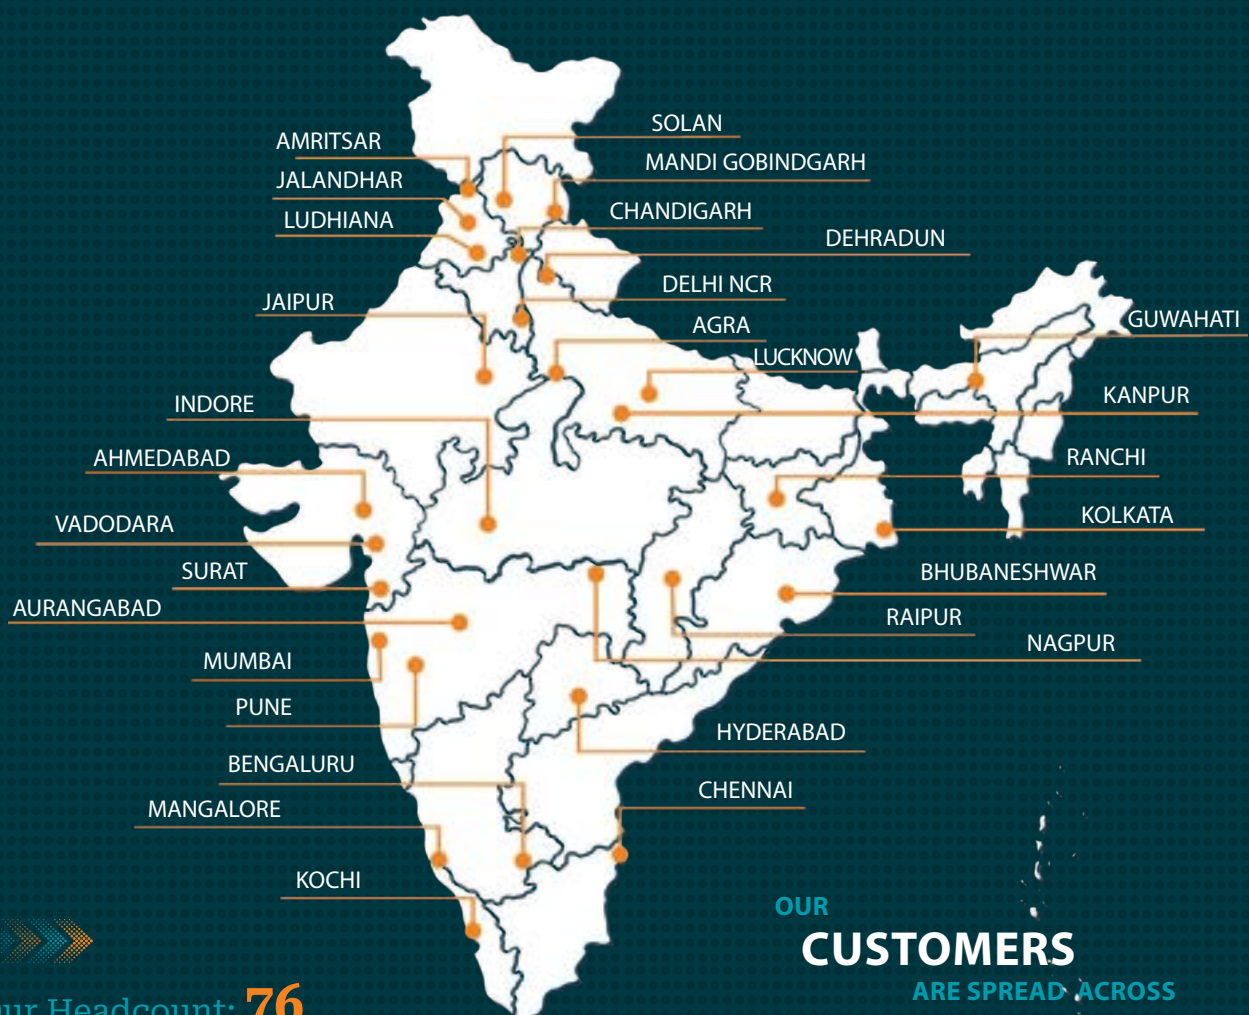 SOLAN
AMRITSAR
MANDI GOBINDGARH
JALANDHAR
CHANDIGARH
LUDHIANA
DEHRADUN
DELHI NCR
JAIPUR
GUWAHATI
AGRA
LUCKNOW
KANPUR
INDORE
AHMEDABAD
RANCHI
KOLKATA
VADODARA
SURAT
BHUBANESHWAR
AURANGABAD
RAIPUR
NAGPUR
MUMBAI
PUNE
HYDERABAD
BENGALURU
CHENNAI
MANGALORE
KOCHI
OUR
CUSTOMERS
ARE SPREAD ACROSS
Our Headcount: 76